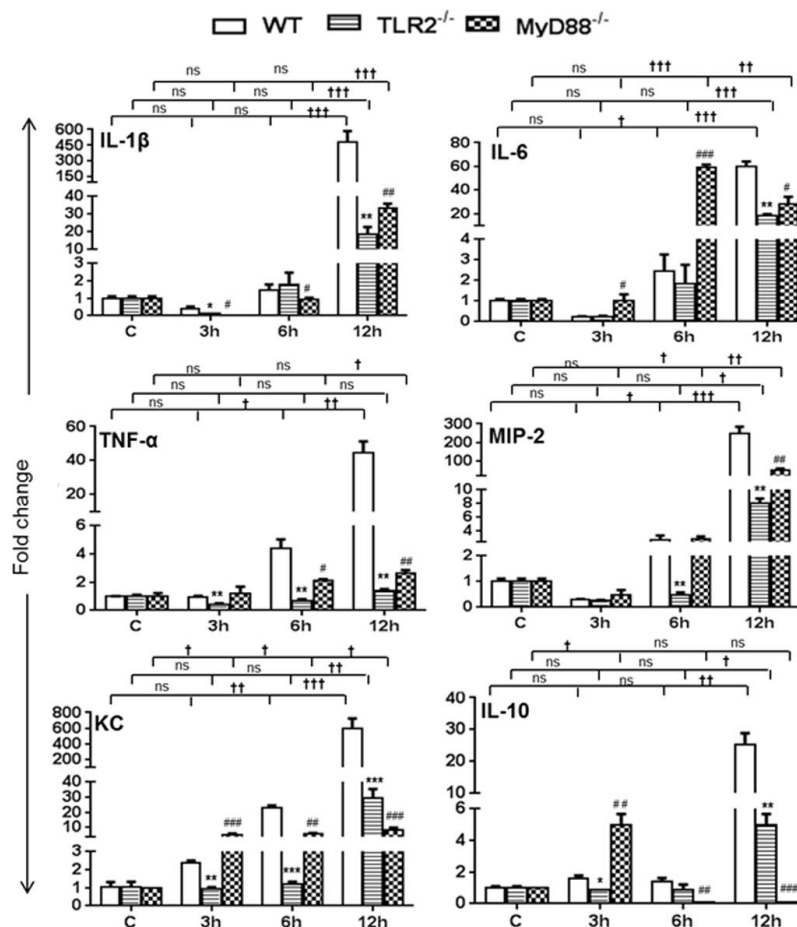 WT TLR2⁻/⁻ MyD88⁻/⁻
Fold change
ns ns †††
ns ns †††
ns ns †††
IL-1β
600
450
300
150
40
30
20
10
2
1
0
* #
#
** ##
C 3h 6h 12h
ns ††† ††
ns ns †††
ns † †††
IL-6
80
60
40
20
4
3
2
1
0
#
###
** #
C 3h 6h 12h
ns ns †
ns ns ns
ns † ††
TNF-α
60
40
20
6
4
2
0
**
** #
** ##
C 3h 6h 12h
ns † ††
ns ns †
ns † †††
MIP-2
300
200
100
10
8
6
4
2
1
0
**
** ##
C 3h 6h 12h
† † †
ns ns ††
ns †† †††
KC
800
600
400
200
40
30
20
10
2
1
0
** ###
*** ##
*** ###
C 3h 6h 12h
† ns ns
ns ns †
ns ns ††
IL-10
40
30
20
10
6
4
2
0
* ##
##
** ###
C 3h 6h 12h